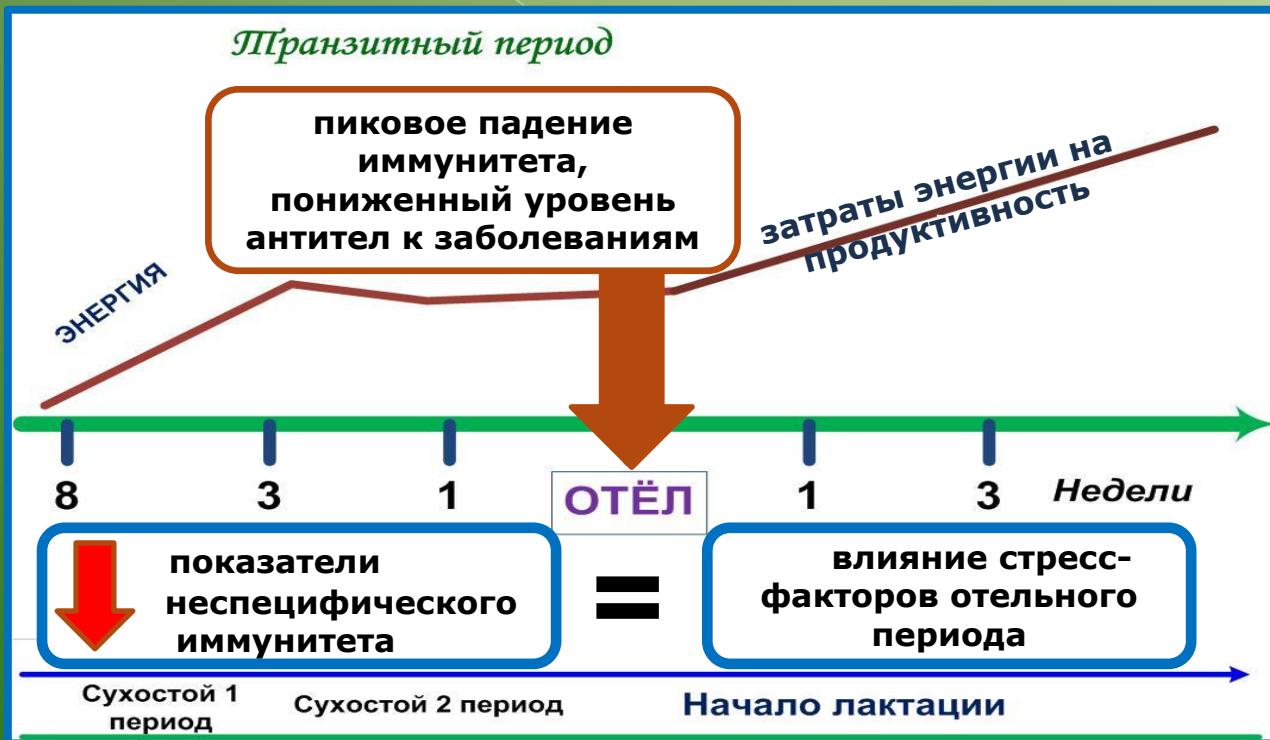 Транзитный период
пиковое падение
иммунитета,
пониженный уровень
антител к заболеваниям
ЭНЕРГИЯ
затраты энергии на
продуктивность
8
3
1
ОТЁЛ
1
3
Недели
показатели
неспецифического
иммунитета
=
влияние стресс-
факторов отельного
периода
Сухостой 1
период
Сухостой 2 период
Начало лактации